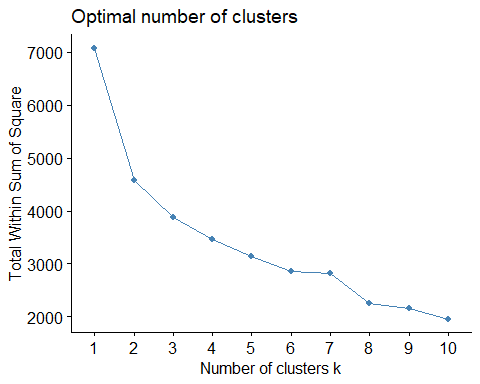 Optimal number of clusters
Total Within Sum of Square
7000
6000
5000
4000
3000
2000
1 2 3 4 5 6 7 8 9 10
Number of clusters k